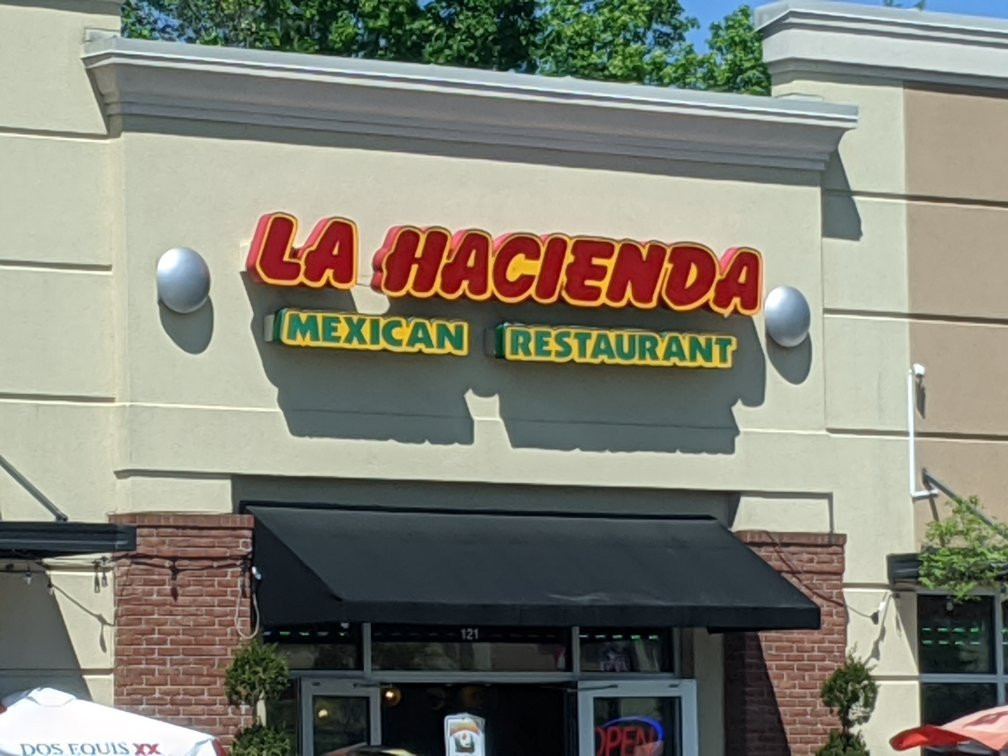 LA HACIENDA
MEXICAN RESTAURANT
121
OPEN
DOS EQUIS XX